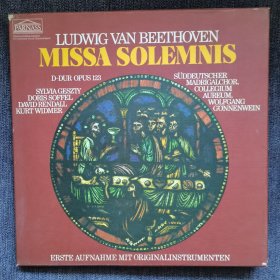 PARNASS
LUDWIG VAN BEETHOVEN
MISSA SOLEMNIS
D-DUR OPUS 123
SYLVIA GESZTY
DORIS SOFFEL
DAVID RENDALL
KURT WIDMER
SÜDDEUTSCHER
MADRIGALCHOR,
COLLEGIUM
AUREUM,
WOLFGANG
GÖNNENWEIN
ERSTE AUFNAHME MIT ORIGINALINSTRUMENTEN